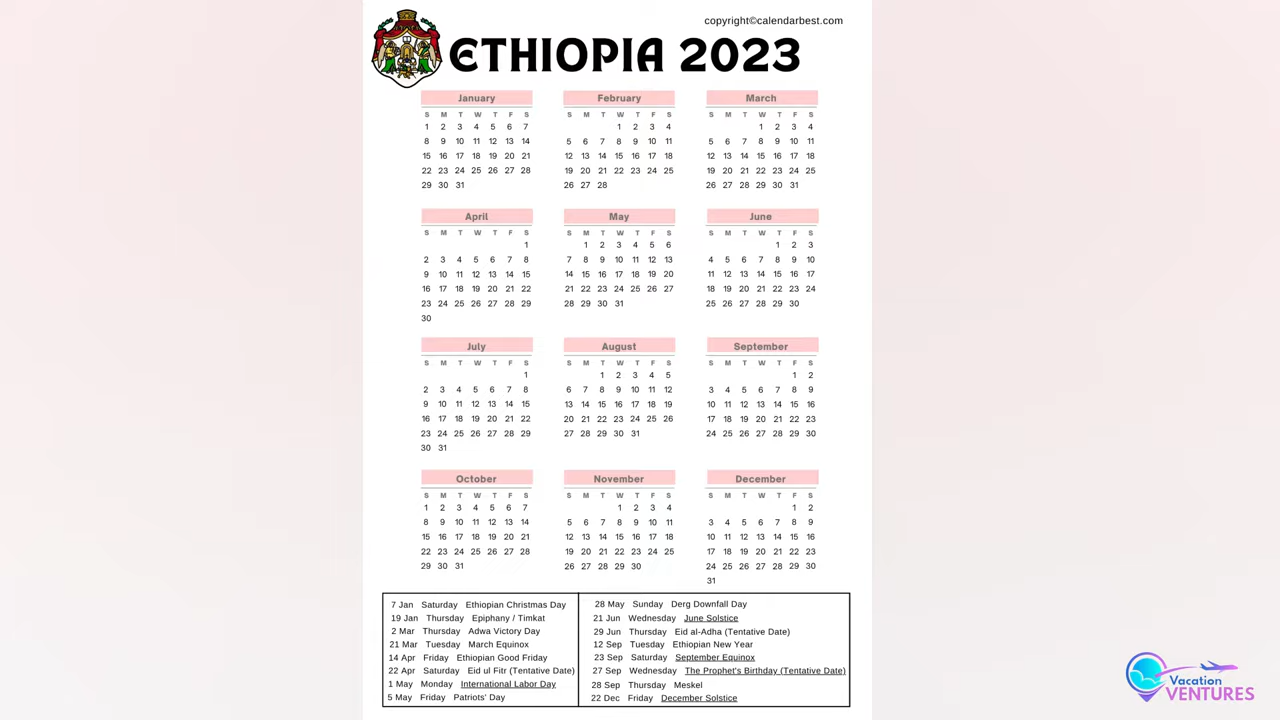 copyright©calendarbest.com
ETHIOPIA 2023
January February March
S M T W T F S S M T W T F S S M T W T F S
1 2 3 4 5 6 7 1 2 3 4 1 2 3 4
8 9 10 11 12 13 14 5 6 7 8 9 10 11 5 6 7 8 9 10 11
15 16 17 18 19 20 21 12 13 14 15 16 17 18 12 13 14 15 16 17 18
22 23 24 25 26 27 28 19 20 21 22 23 24 25 19 20 21 22 23 24 25
29 30 31 26 27 28 26 27 28 29 30 31
April May June
S M T W T F S S M T W T F S S M T W T F S
1 1 2 3 4 5 6 1 2 3
2 3 4 5 6 7 8 7 8 9 10 11 12 13 4 5 6 7 8 9 10
9 10 11 12 13 14 15 14 15 16 17 18 19 20 11 12 13 14 15 16 17
16 17 18 19 20 21 22 21 22 23 24 25 26 27 18 19 20 21 22 23 24
23 24 25 26 27 28 29 28 29 30 31 25 26 27 28 29 30
30
July August September
S M T W T F S S M T W T F S S M T W T F S
1 1 2 3 4 5 1 2
2 3 4 5 6 7 8 6 7 8 9 10 11 12 3 4 5 6 7 8 9
9 10 11 12 13 14 15 13 14 15 16 17 18 19 10 11 12 13 14 15 16
16 17 18 19 20 21 22 20 21 22 23 24 25 26 17 18 19 20 21 22 23
23 24 25 26 27 28 29 27 28 29 30 31 24 25 26 27 28 29 30
30 31
October November December
S M T W T F S S M T W T F S S M T W T F S
1 2 3 4 5 6 7 1 2 3 4 1 2
8 9 10 11 12 13 14 5 6 7 8 9 10 11 3 4 5 6 7 8 9
15 16 17 18 19 20 21 12 13 14 15 16 17 18 10 11 12 13 14 15 16
22 23 24 25 26 27 28 19 20 21 22 23 24 25 17 18 19 20 21 22 23
29 30 31 26 27 28 29 30 24 25 26 27 28 29 30
31
7 Jan Saturday Ethiopian Christmas Day
19 Jan Thursday Epiphany / Timkat
2 Mar Thursday Adwa Victory Day
21 Mar Tuesday March Equinox
14 Apr Friday Ethiopian Good Friday
22 Apr Saturday Eid ul Fitr (Tentative Date)
1 May Monday International Labor Day
5 May Friday Patriots' Day
28 May Sunday Derg Downfall Day
21 Jun Wednesday June Solstice
29 Jun Thursday Eid al-Adha (Tentative Date)
12 Sep Tuesday Ethiopian New Year
23 Sep Saturday September Equinox
27 Sep Wednesday The Prophet's Birthday (Tentative Date)
28 Sep Thursday Meskel
22 Dec Friday December Solstice
Vacation
VENTURES